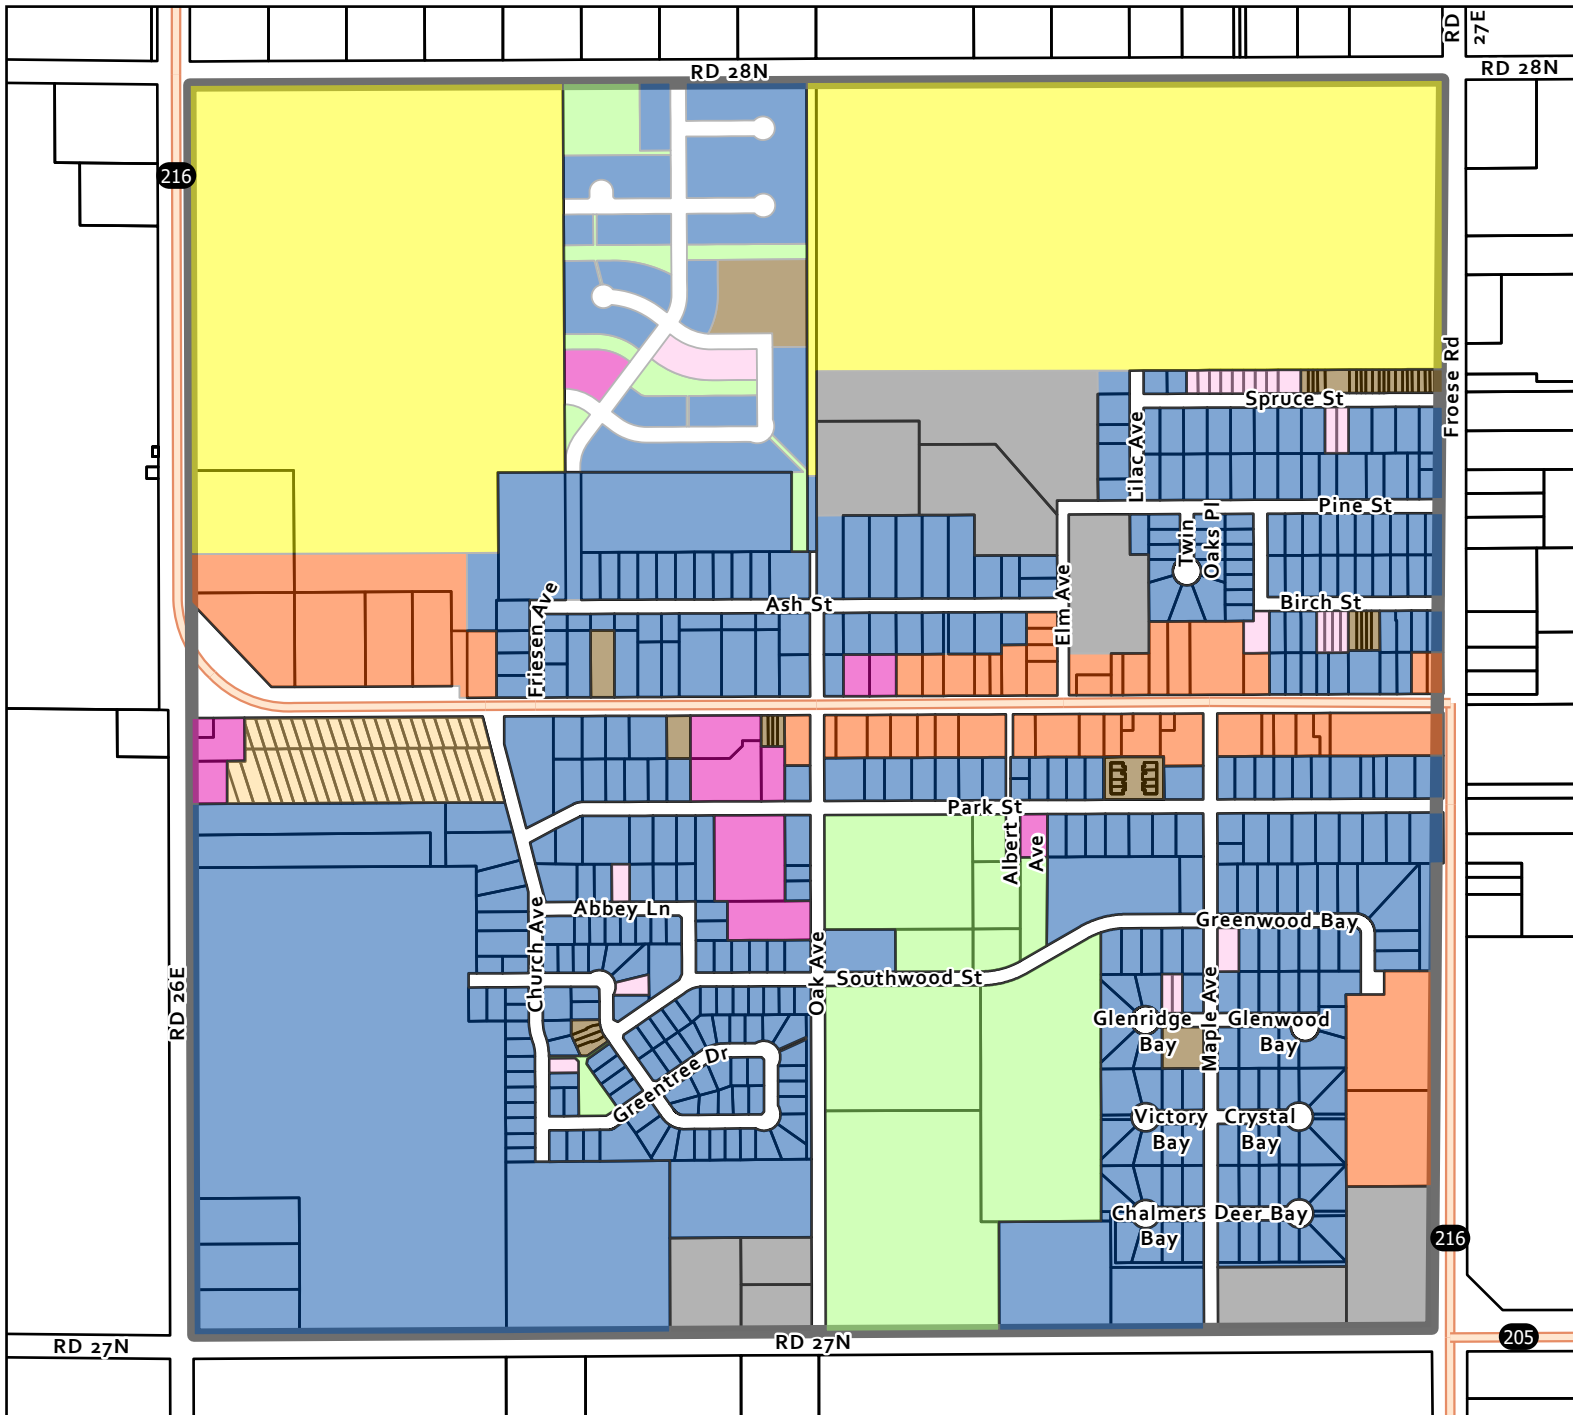 RD 28N
RD
27E
RD 28N
216
Froese Rd
Spruce St
Lilac Ave
Pine St
Twin
Oaks Pl
Elm Ave
Birch St
Ash St
Friesen Ave
Park St
Albert
Ave
Abbey Ln
Church Ave
Oak Ave
Greenwood Bay
Southwood St
Maple Ave
RD 26E
Glenridge
Bay
Glenwood
Bay
Greentree Dr
Victory
Bay
Crystal
Bay
Chalmers
Bay
Deer Bay
216
RD 27N
RD 27N
205